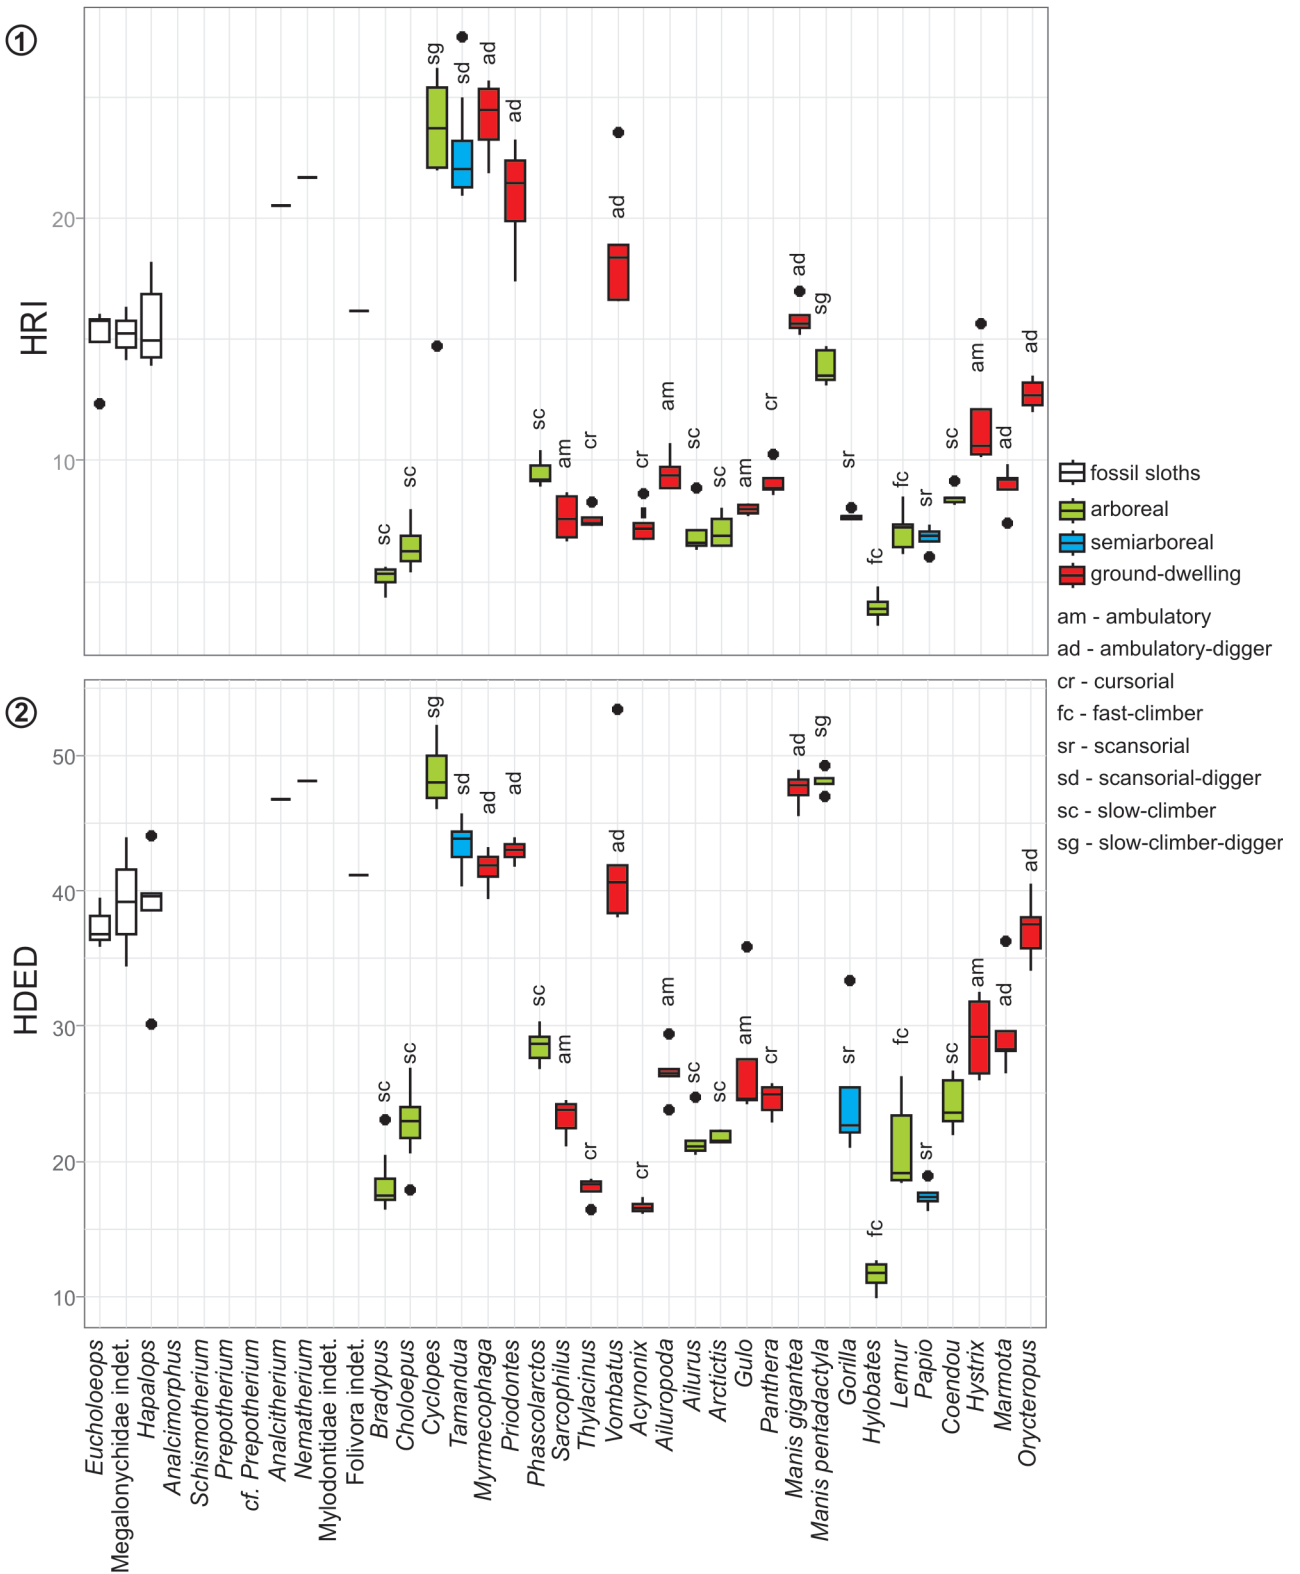 1
HRI
20
10
sg
sd
ad
ad
ad
ad
sg
ad
sc
sc
sc
am
cr
cr
am
sc
sc
am
cr
sr
fc
fc
sr
sc
am
ad
fossil sloths
arboreal
semiarboreal
ground-dwelling
am - ambulatory
ad - ambulatory-digger
cr - cursorial
fc - fast-climber
sr - scansorial
sd - scansorial-digger
sc - slow-climber
sg - slow-climber-digger
2
HDED
50
40
30
20
10
sc
sc
sg
sd
ad
ad
sc
am
cr
ad
cr
am
sc
sc
am
cr
ad
sg
sr
fc
fc
sr
sc
am
ad
ad
Eucholoeops
Megalonychidae indet.
Hapalops
Analcimorphus
Schismotherium
Prepotherium
cf. Prepotherium
Analcitherium
Nematherium
Mylodontidae indet.
Folivora indet.
Bradypus
Choloepus
Cyclopes
Tamandua
Myrmecophaga
Priodontes
Phascolarctos
Sarcophilus
Thylacinus
Vombatus
Acynonix
Ailuropoda
Ailurus
Arctictis
Gulo
Panthera
Manis gigantea
Manis pentadactyla
Gorilla
Hylobates
Lemur
Papio
Coendou
Hystrix
Marmota
Orycteropus